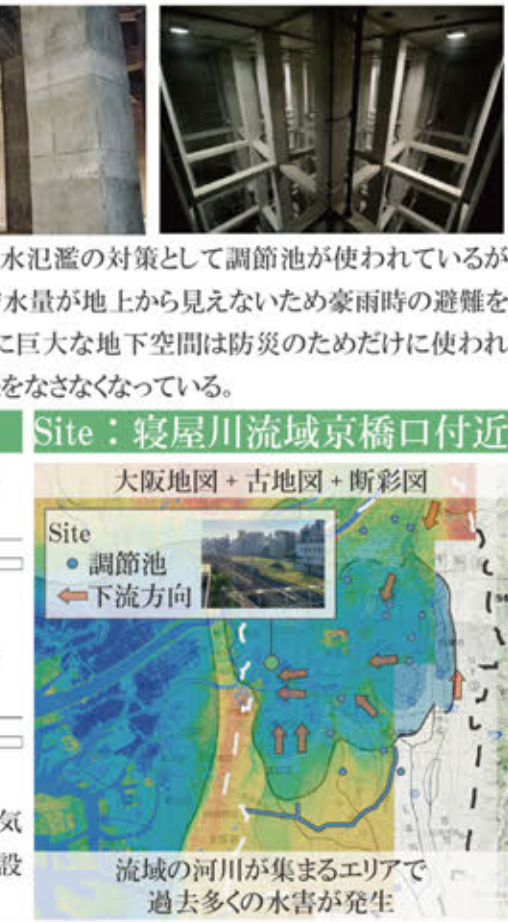 水氾濫の対策として調節池が使われているが
水量が地上から見えないため豪雨時の避難を
に巨大な地下空間は防災のためだけに使われ
をなさなくなっている。
Site：寝屋川流域京橋口付近
大阪地図 + 古地図 + 断彩図
Site
調節池
下流方向
気
設
流域の河川が集まるエリアで
過去多くの水害が発生